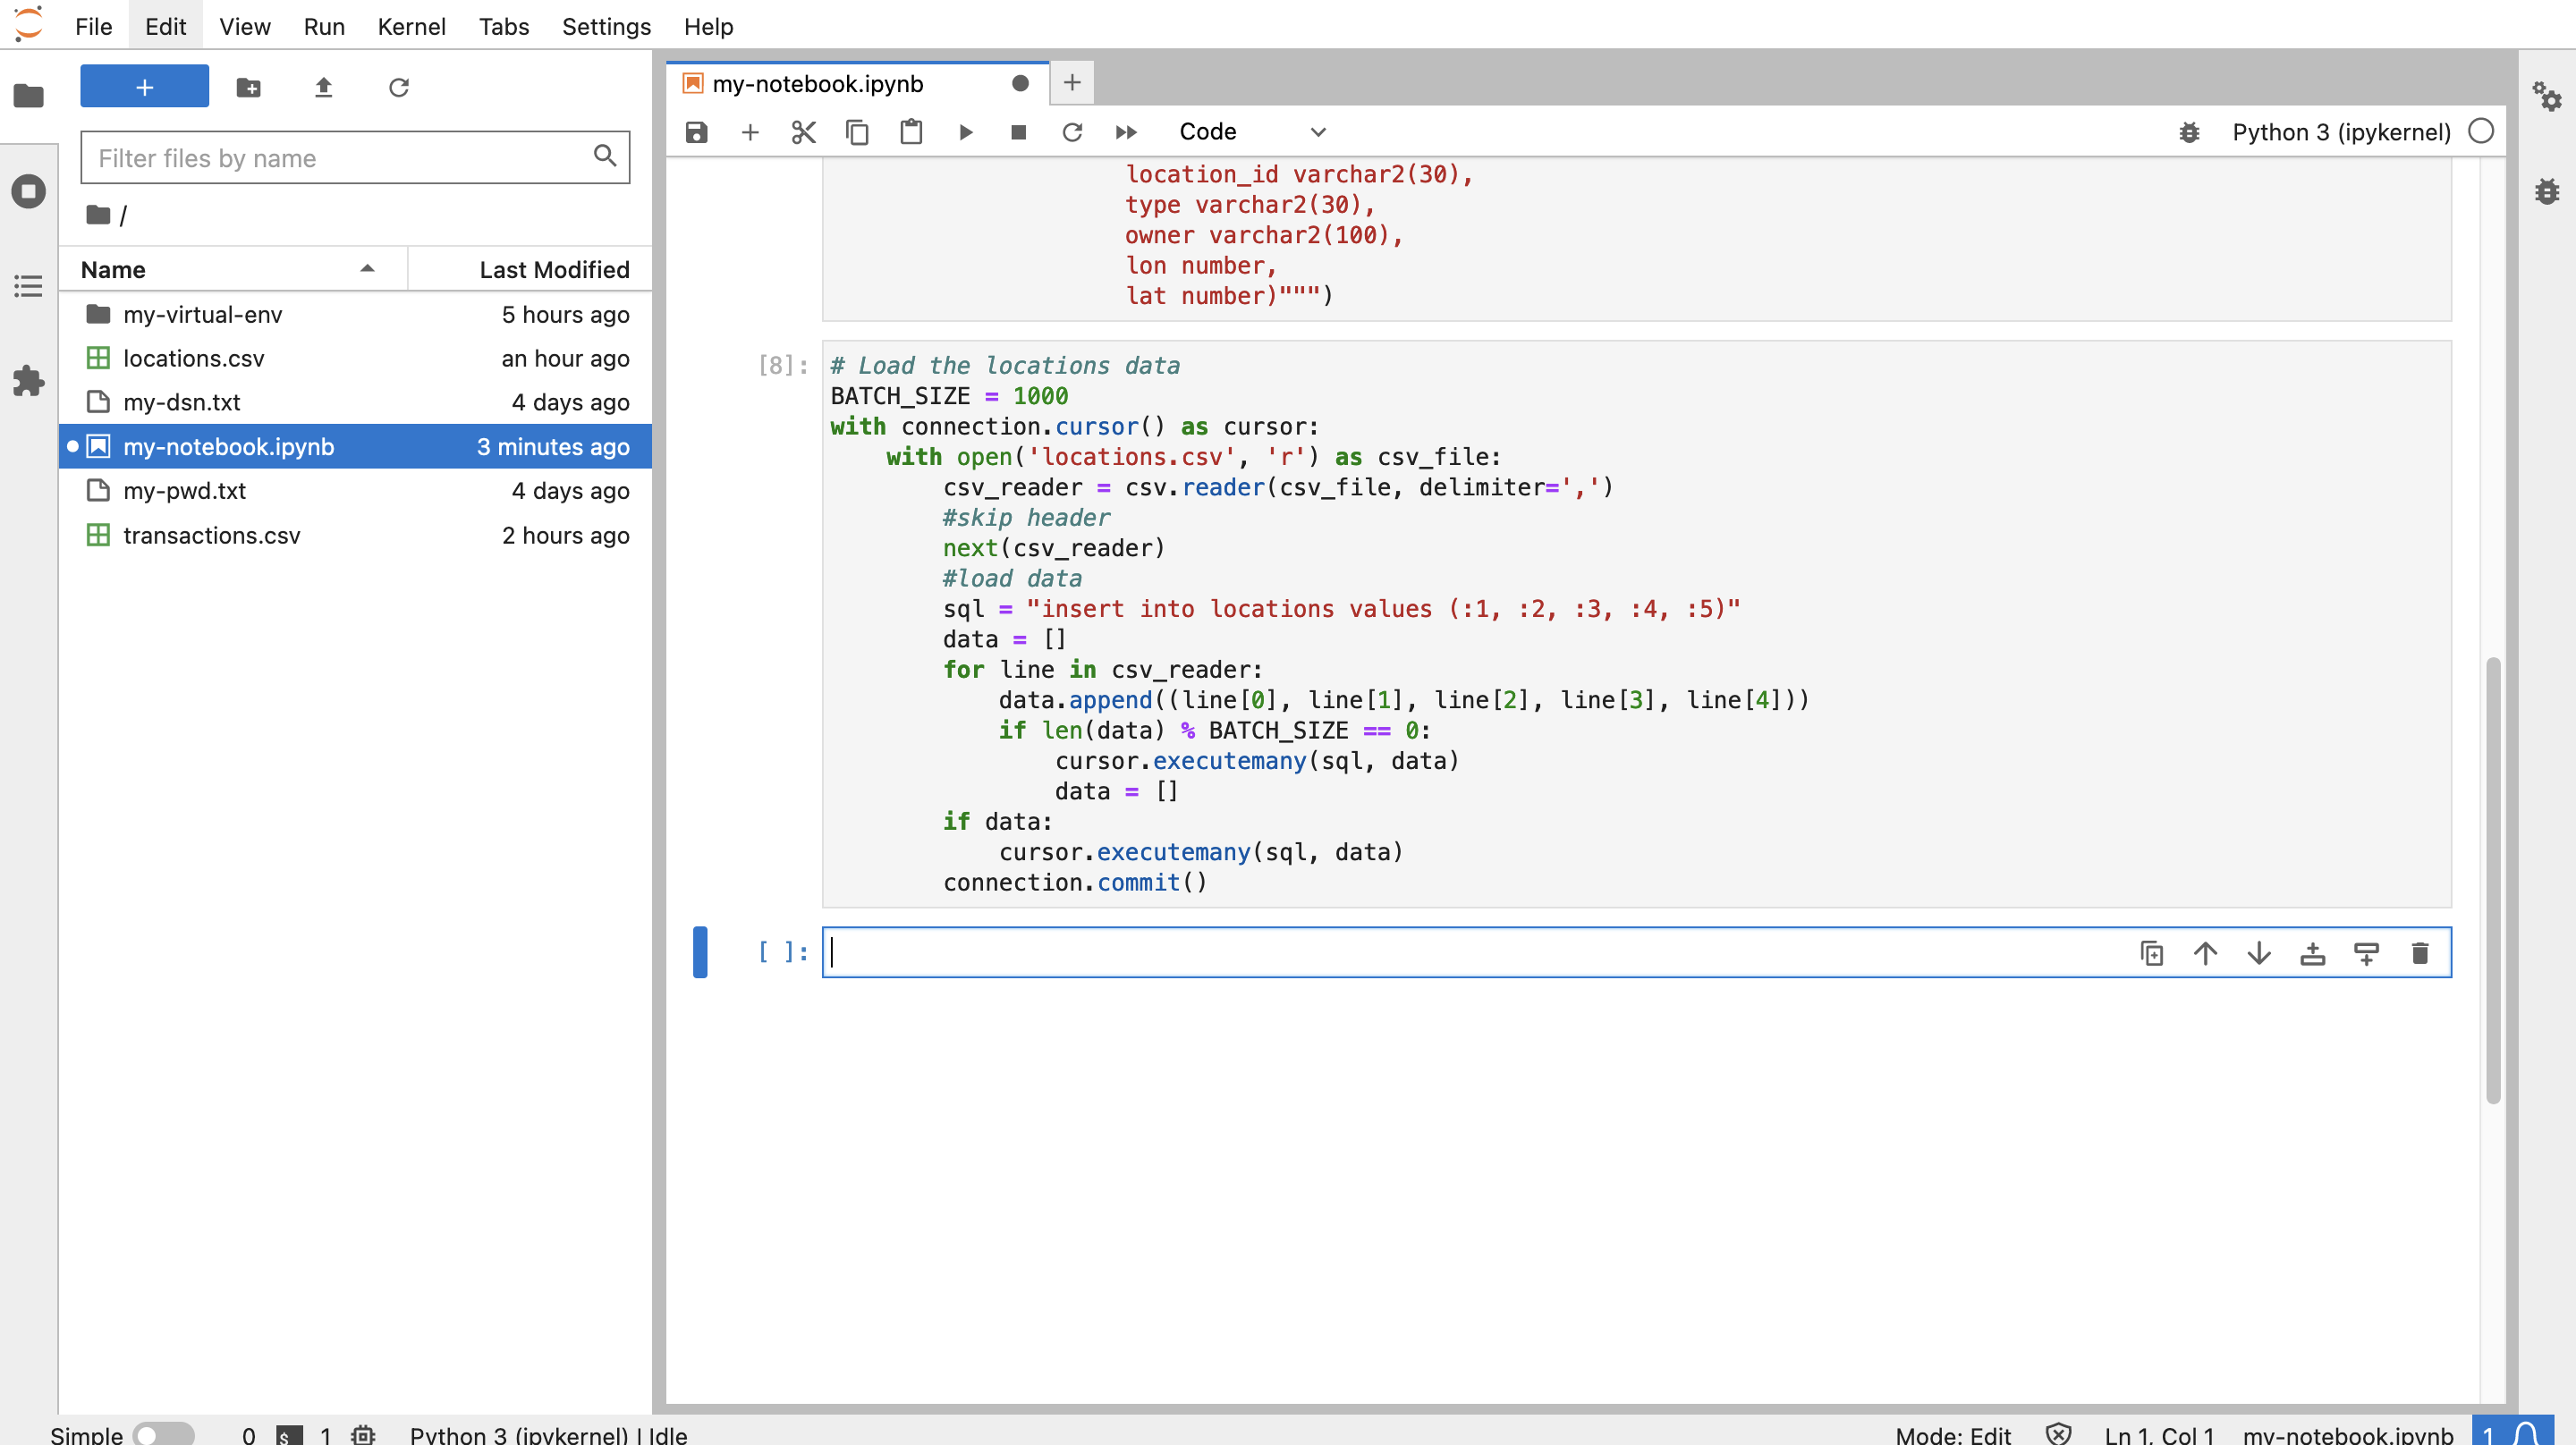 File Edit View Run Kernel Tabs Settings Help
+
Filter files by name
/
Name Last Modified
my-virtual-env 5 hours ago
locations.csv an hour ago
my-dsn.txt 4 days ago
my-notebook.ipynb 3 minutes ago
my-pwd.txt 4 days ago
transactions.csv 2 hours ago
my-notebook.ipynb
Code
Python 3 (ipykernel)
location_id varchar2(30),
type varchar2(30),
owner varchar2(100),
lon number,
lat number)""")
[8]:
# Load the locations data
BATCH_SIZE = 1000
with connection.cursor() as cursor:
with open('locations.csv', 'r') as csv_file:
csv_reader = csv.reader(csv_file, delimiter=',')
#skip header
next(csv_reader)
#load data
sql = "insert into locations values (:1, :2, :3, :4, :5)"
data = []
for line in csv_reader:
data.append((line[0], line[1], line[2], line[3], line[4]))
if len(data) % BATCH_SIZE == 0:
cursor.executemany(sql, data)
data = []
if data:
cursor.executemany(sql, data)
connection.commit()
[ ]:
Simple 0 $ 1 Python 3 (ipykernel) | Idle Mode: Edit Ln 1, Col 1 my-notebook.ipynb 1